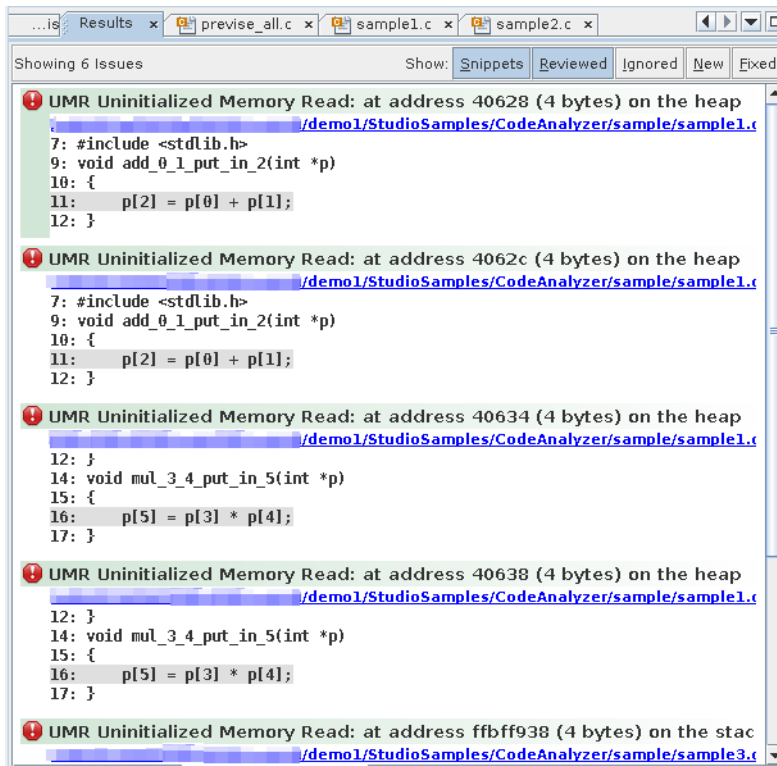 ...is Results x previse_all.c x sample1.c x sample2.c x
Showing 6 Issues Show: Snippets Reviewed Ignored New Fixed
UMR Uninitialized Memory Read: at address 40628 (4 bytes) on the heap
/demo1/StudioSamples/CodeAnalyzer/sample/sample1.c
7: #include <stdlib.h>
9: void add_0_1_put_in_2(int *p)
10: {
11: p[2] = p[0] + p[1];
12: }
UMR Uninitialized Memory Read: at address 4062c (4 bytes) on the heap
/demo1/StudioSamples/CodeAnalyzer/sample/sample1.c
7: #include <stdlib.h>
9: void add_0_1_put_in_2(int *p)
10: {
11: p[2] = p[0] + p[1];
12: }
UMR Uninitialized Memory Read: at address 40634 (4 bytes) on the heap
/demo1/StudioSamples/CodeAnalyzer/sample/sample1.c
12: }
14: void mul_3_4_put_in_5(int *p)
15: {
16: p[5] = p[3] * p[4];
17: }
UMR Uninitialized Memory Read: at address 40638 (4 bytes) on the heap
/demo1/StudioSamples/CodeAnalyzer/sample/sample1.c
12: }
14: void mul_3_4_put_in_5(int *p)
15: {
16: p[5] = p[3] * p[4];
17: }
UMR Uninitialized Memory Read: at address ffbff938 (4 bytes) on the stac
/demo1/StudioSamples/CodeAnalyzer/sample/sample3.c